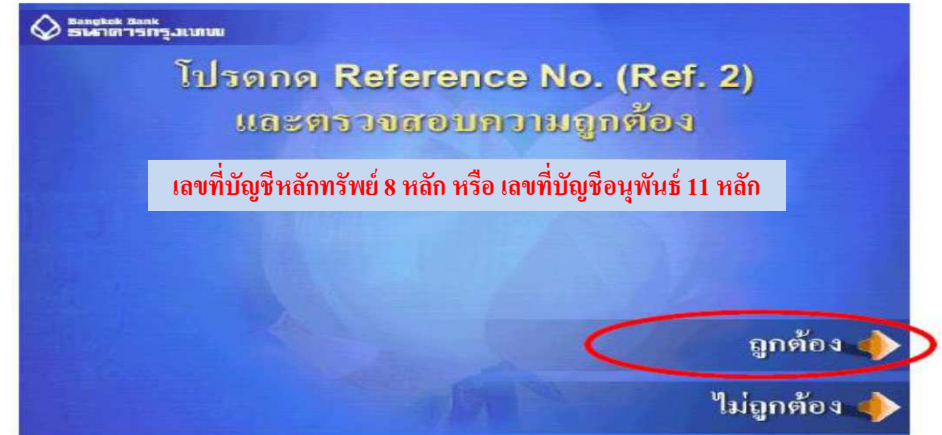 Bangkok Bank
ธนาคารกรุงเทพ
โปรดกด Reference No. (Ref. 2)
และตรวจสอบความถูกต้อง
เลขที่บัญชีหลักทรัพย์ 8 หลัก หรือ เลขที่บัญชีอนุพันธ์ 11 หลัก
ถูกต้อง
ไม่ถูกต้อง